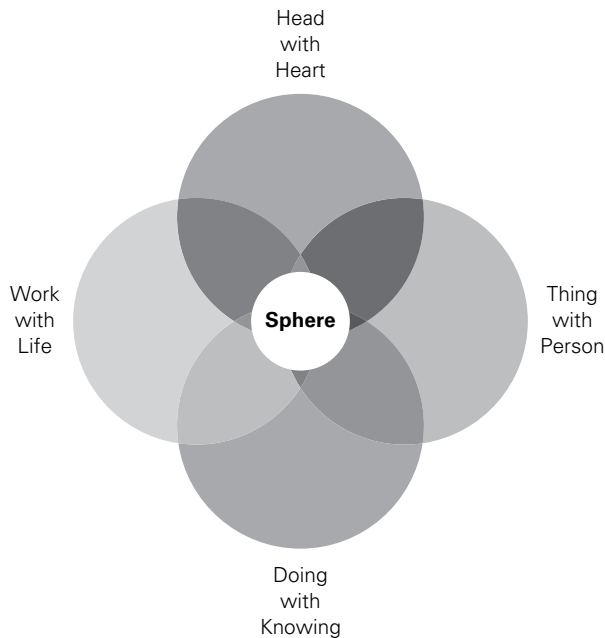 Head
with
Heart
Work
with
Life
Sphere
Thing
with
Person
Doing
with
Knowing